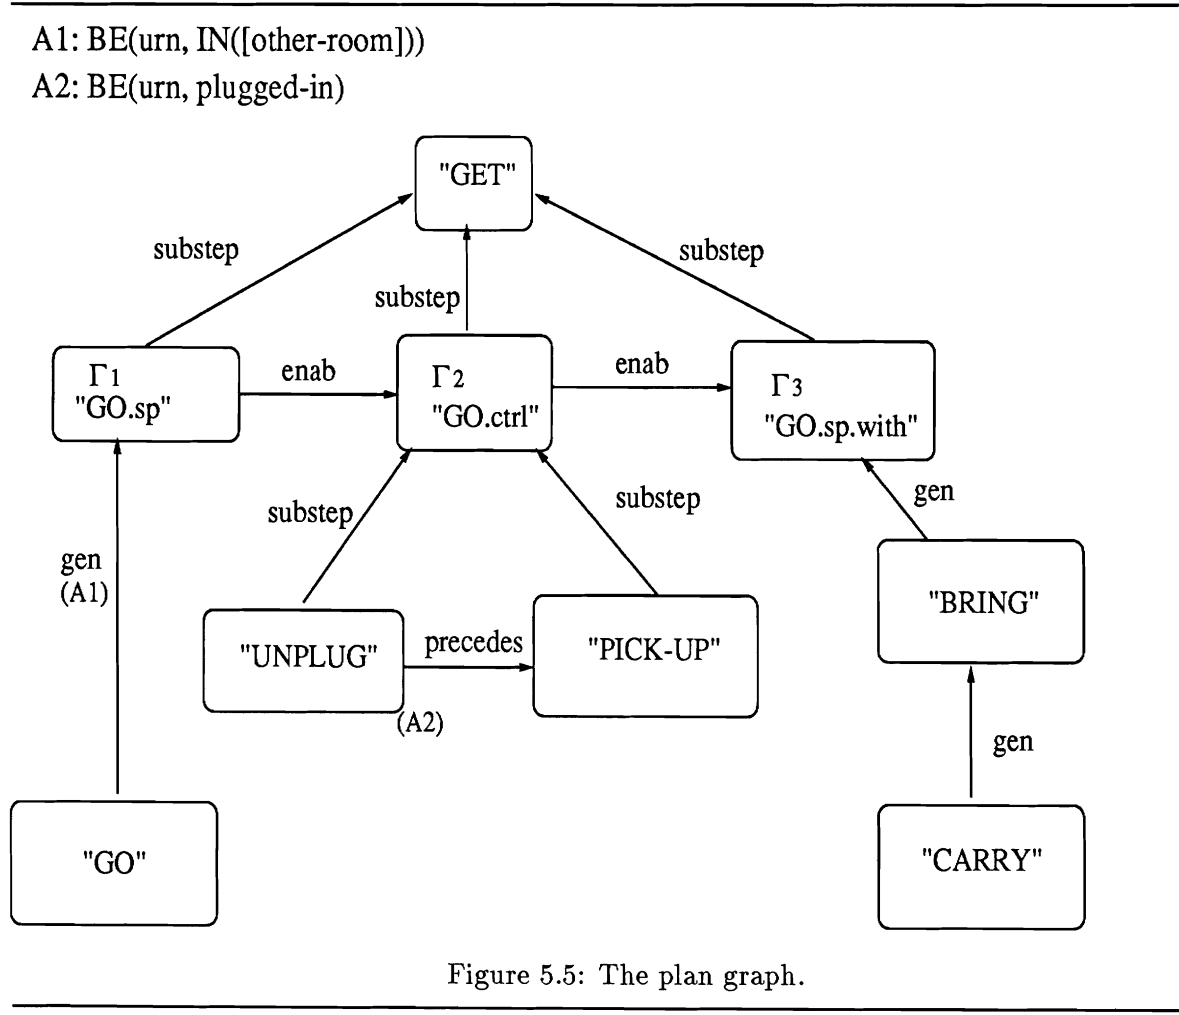 A1: BE(urn, IN([other-room]))
A2: BE(urn, plugged-in)
"GET"
substep
substep
substep
Γ1
"GO.sp"
enab
Γ2
"GO.ctrl"
enab
Γ3
"GO.sp.with"
gen
(A1)
substep
substep
gen
"UNPLUG"
precedes
(A2)
"PICK-UP"
"BRING"
gen
"GO"
"CARRY"
Figure 5.5: The plan graph.